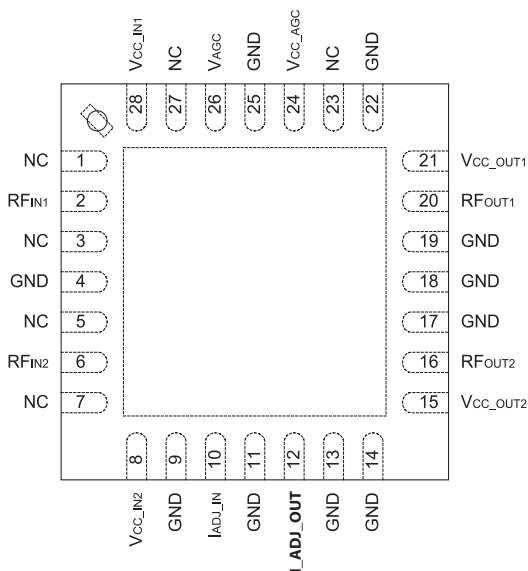 VCC_IN1
NC
VAGC
GND
VCC_AGC
NC
GND
28
27
26
25
24
23
22
NC 1
RFIN1 2
NC 3
GND 4
NC 5
RFIN2 6
NC 7
21 VCC_OUT1
20 RFOUT1
19 GND
18 GND
17 GND
16 RFOUT2
15 VCC_OUT2
8
9
10
11
12
13
14
VCC_IN2
GND
IADJ_IN
GND
I_ADJ_OUT
GND
GND